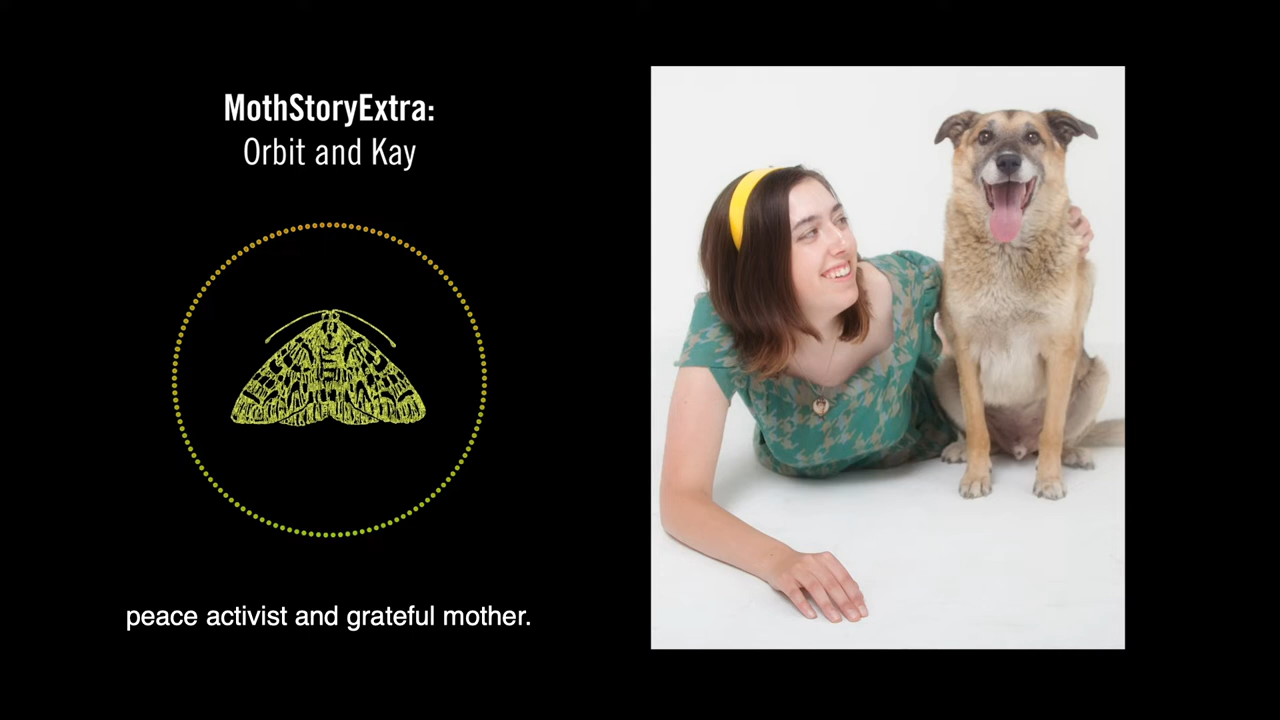 MothStoryExtra:
Orbit and Kay
peace activist and grateful mother.